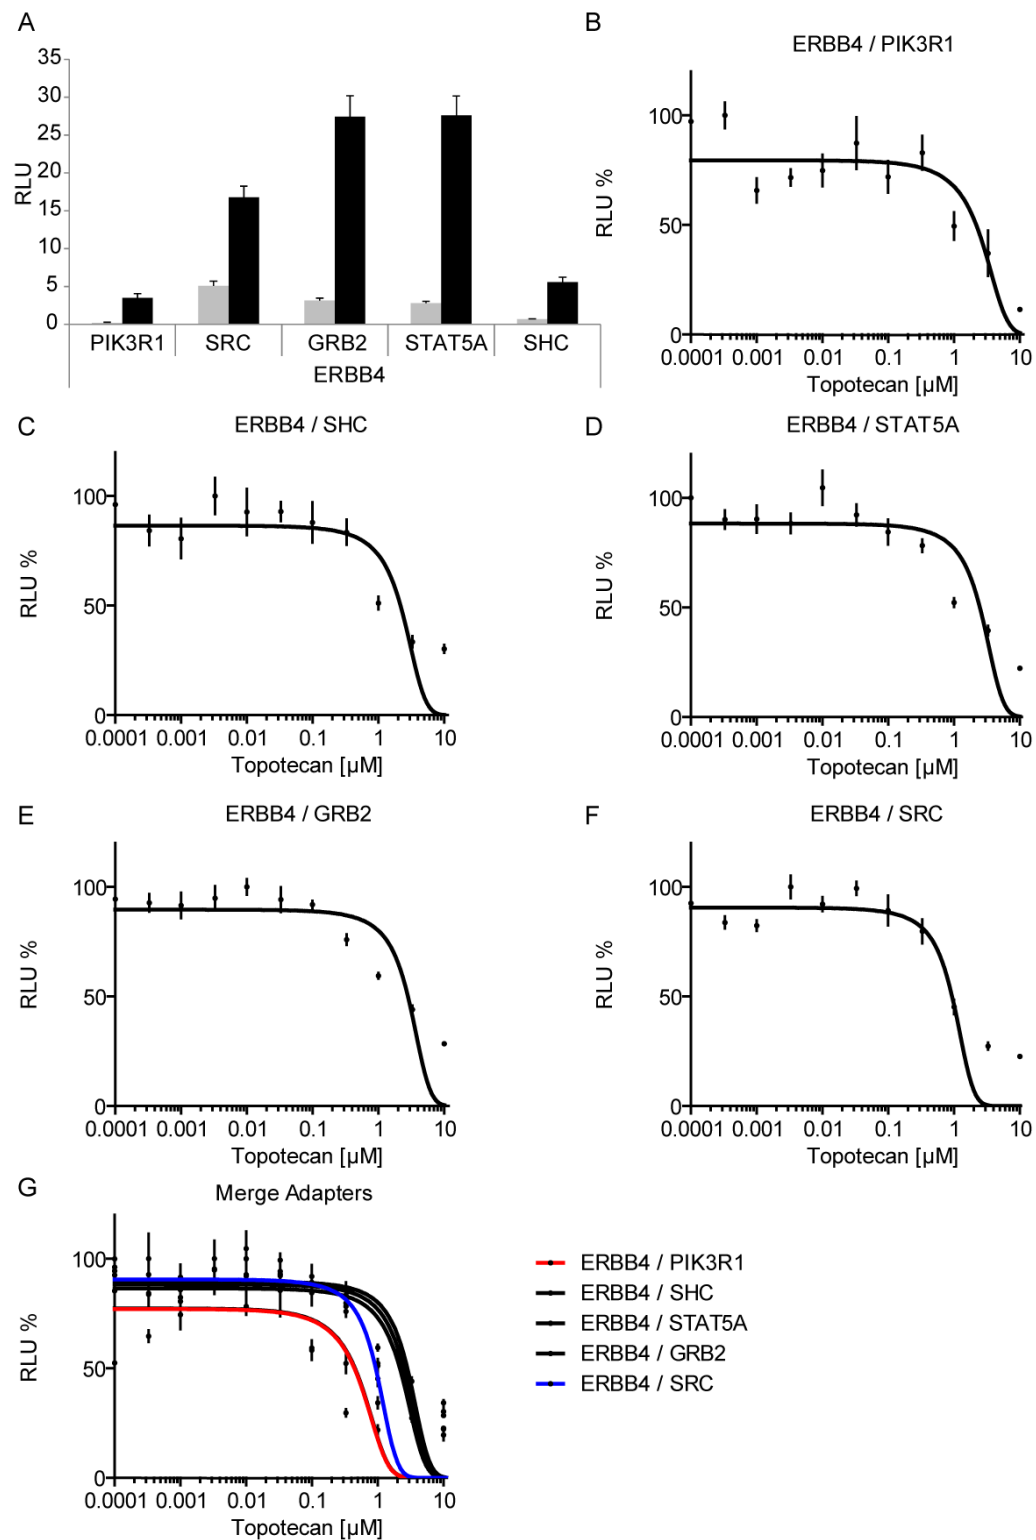 A
35
30
25
20
15
10
5
0
RLU
PIK3R1 SRC GRB2 STAT5A SHC
ERBB4
B
ERBB4 / PIK3R1
100
50
0
RLU %
0.0001 0.001 0.01 0.1 1 10
Topotecan [µM]
C
ERBB4 / SHC
100
50
0
RLU %
0.0001 0.001 0.01 0.1 1 10
Topotecan [µM]
D
ERBB4 / STAT5A
100
50
0
RLU %
0.0001 0.001 0.01 0.1 1 10
Topotecan [µM]
E
ERBB4 / GRB2
100
50
0
RLU %
0.0001 0.001 0.01 0.1 1 10
Topotecan [µM]
F
ERBB4 / SRC
100
50
0
RLU %
0.0001 0.001 0.01 0.1 1 10
Topotecan [µM]
G
Merge Adapters
100
50
0
RLU %
0.0001 0.001 0.01 0.1 1 10
Topotecan [µM]
ERBB4 / PIK3R1
ERBB4 / SHC
ERBB4 / STAT5A
ERBB4 / GRB2
ERBB4 / SRC